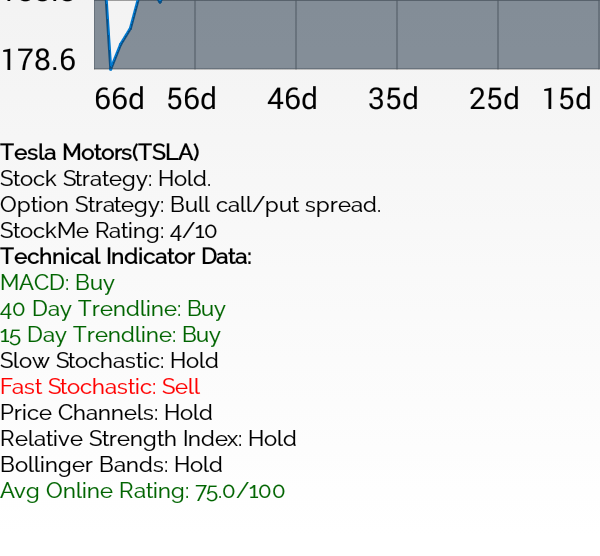 178.6
66d 56d 46d 35d 25d 15d
Tesla Motors(TSLA)
Stock Strategy: Hold.
Option Strategy: Bull call/put spread.
StockMe Rating: 4/10
Technical Indicator Data:
MACD: Buy
40 Day Trendline: Buy
15 Day Trendline: Buy
Slow Stochastic: Hold
Fast Stochastic: Sell
Price Channels: Hold
Relative Strength Index: Hold
Bollinger Bands: Hold
Avg Online Rating: 75.0/100